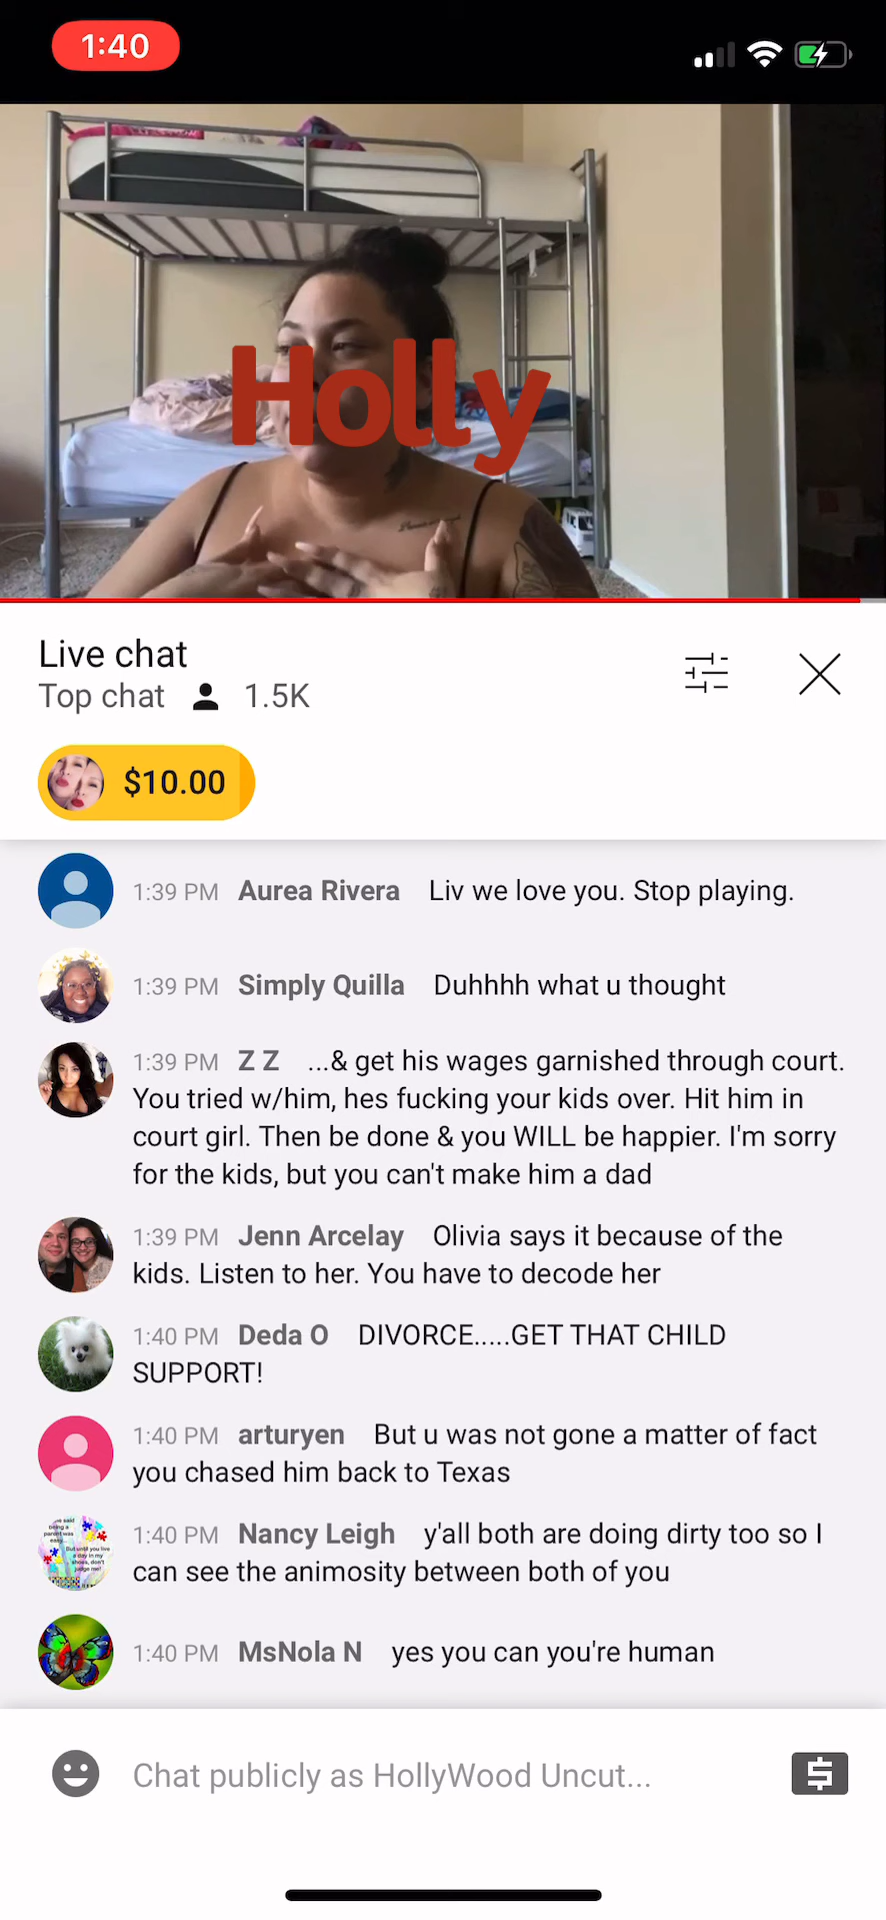 1:40
Holly
Live chat
Top chat 1.5K
$10.00
1:39 PM Aurea Rivera Liv we love you. Stop playing.
1:39 PM Simply Quilla Duhhhh what u thought
1:39 PM Z Z ...& get his wages garnished through court.
You tried w/him, hes fucking your kids over. Hit him in
court girl. Then be done & you WILL be happier. I'm sorry
for the kids, but you can't make him a dad
1:39 PM Jenn Arcelay Olivia says it because of the
kids. Listen to her. You have to decode her
1:40 PM Deda O DIVORCE.....GET THAT CHILD
SUPPORT!
1:40 PM arturyen But u was not gone a matter of fact
you chased him back to Texas
1:40 PM Nancy Leigh y'all both are doing dirty too so I
can see the animosity between both of you
1:40 PM MsNola N yes you can you're human
Chat publicly as HollyWood Uncut...